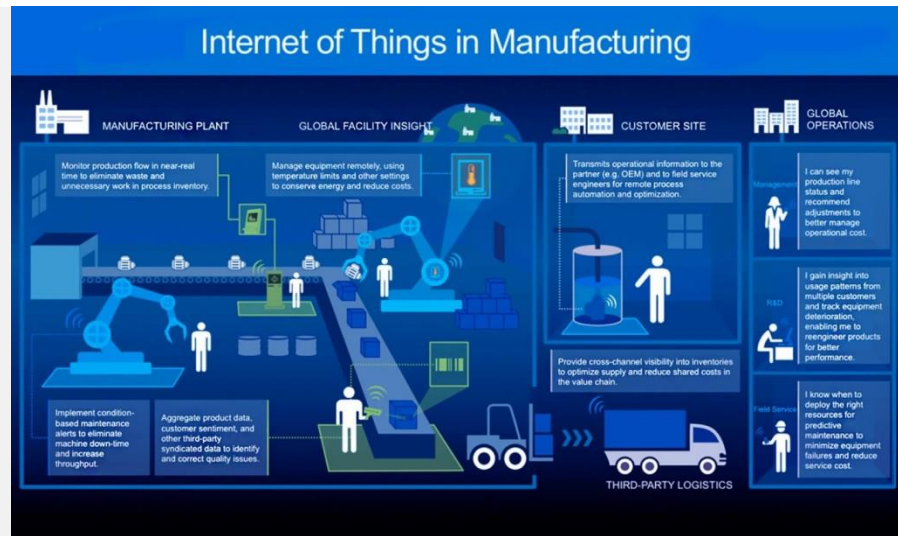 Internet of Things in Manufacturing
MANUFACTURING PLANT
GLOBAL FACILITY INSIGHT
CUSTOMER SITE
GLOBAL
OPERATIONS
Monitor production flow in near-real
time to eliminate waste and
unnecessary work in process inventory.
Manage equipment remotely, using
temperature limits and other settings
to conserve energy and reduce costs.
Transmits operational information to the
partner (e.g. OEM) and to field service
engineers for remote process
automation and optimization.
Management
I can see my
production line
status and
recommend
adjustments to
better manage
operational cost.
R&D
I gain insight into
usage patterns from
multiple customers
and track equipment
deterioration,
enabling me to
reengineer products
for better
performance.
Provide cross-channel visibility into inventories
to optimize supply and reduce shared costs in
the value chain.
Implement condition-
based maintenance
alerts to eliminate
machine down-time
and increase
throughput.
Aggregate product data,
customer sentiment, and
other third-party
syndicated data to identify
and correct quality issues.
Field Service
I know when to
deploy the right
resources for
predictive
maintenance to
minimize equipment
failures and reduce
service cost.
THIRD-PARTY LOGISTICS